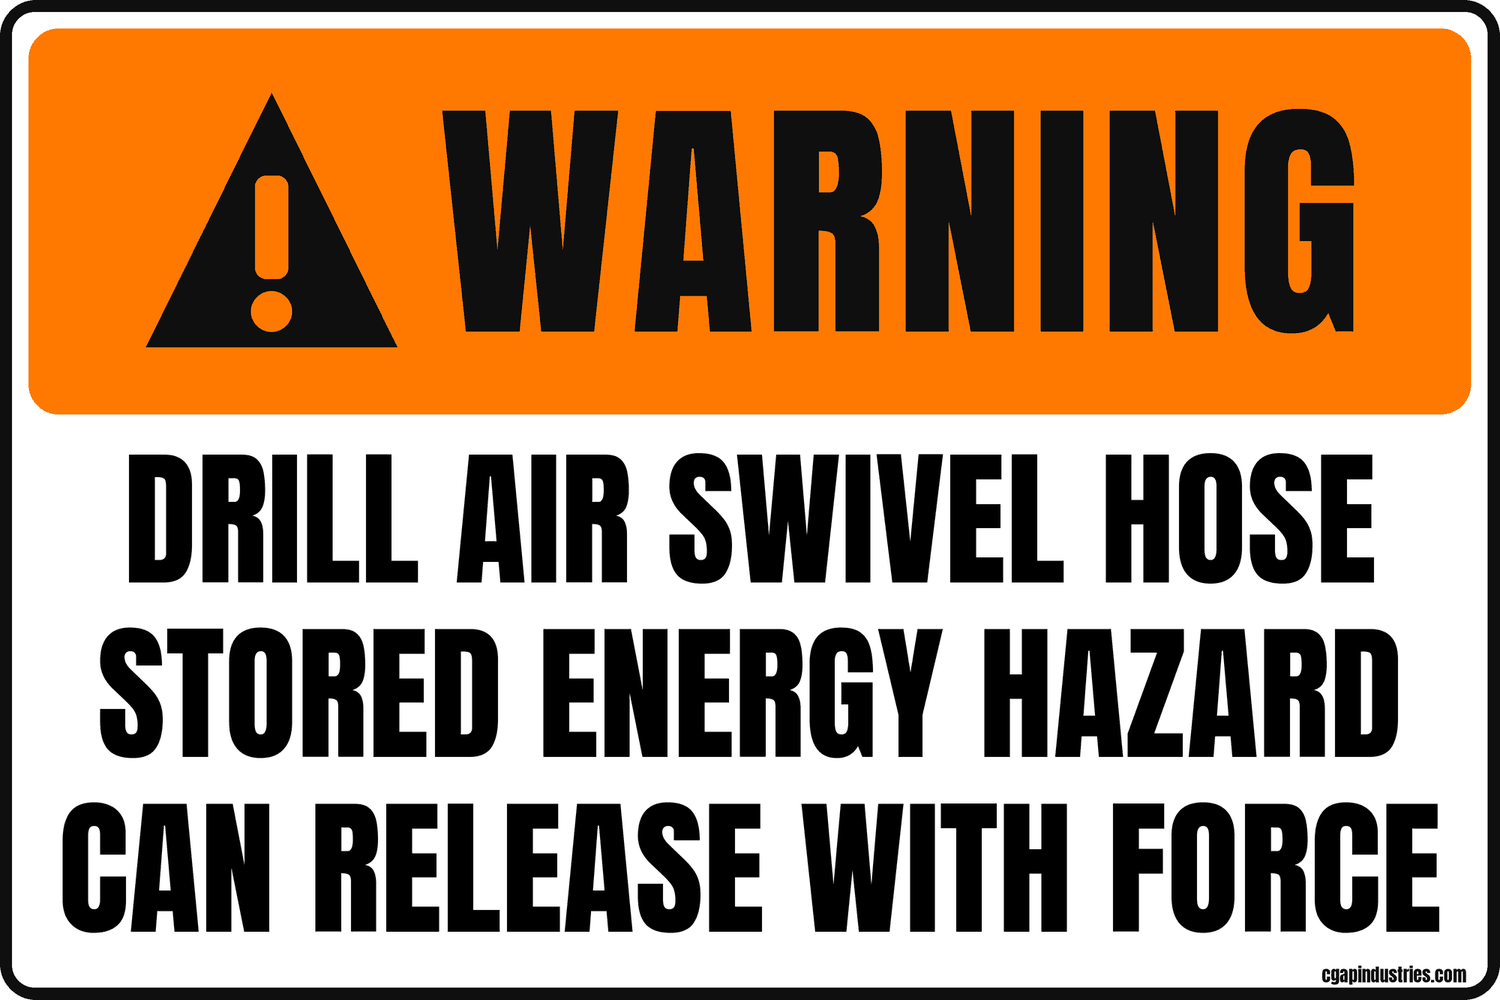 WARNING
DRILL AIR SWIVEL HOSE
STORED ENERGY HAZARD
CAN RELEASE WITH FORCE
cgapindustries.com